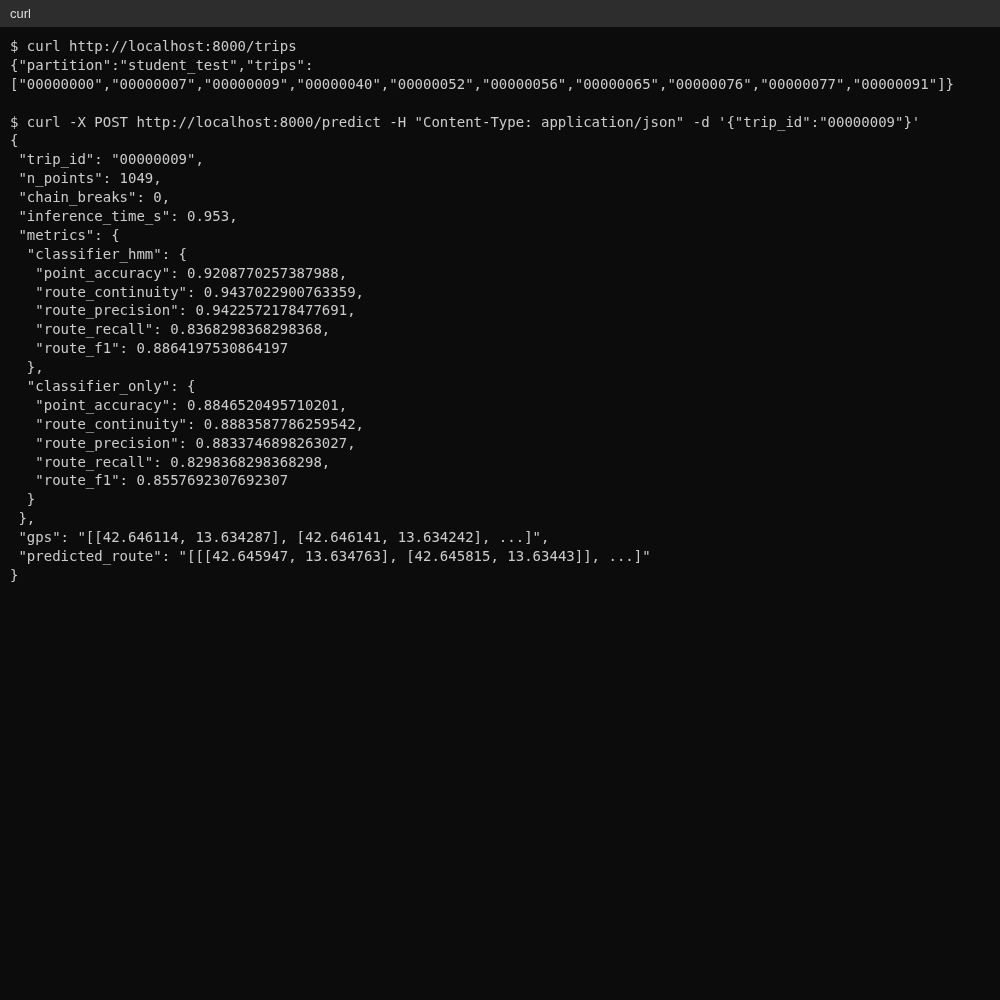 curl
$ curl http://localhost:8000/trips
{"partition":"student_test","trips":
["00000000","00000007","00000009","00000040","00000052","00000056","00000065","00000076","00000077","00000091"]}
$ curl -X POST http://localhost:8000/predict -H "Content-Type: application/json" -d '{"trip_id":"00000009"}'
{
 "trip_id": "00000009",
 "n_points": 1049,
 "chain_breaks": 0,
 "inference_time_s": 0.953,
 "metrics": {
  "classifier_hmm": {
   "point_accuracy": 0.9208770257387988,
   "route_continuity": 0.9437022900763359,
   "route_precision": 0.9422572178477691,
   "route_recall": 0.8368298368298368,
   "route_f1": 0.8864197530864197
  },
  "classifier_only": {
   "point_accuracy": 0.8846520495710201,
   "route_continuity": 0.8883587786259542,
   "route_precision": 0.8833746898263027,
   "route_recall": 0.8298368298368298,
   "route_f1": 0.8557692307692307
  }
 },
 "gps": "[[42.646114, 13.634287], [42.646141, 13.634242], ...]",
 "predicted_route": "[[[42.645947, 13.634763], [42.645815, 13.63443]], ...]"
}